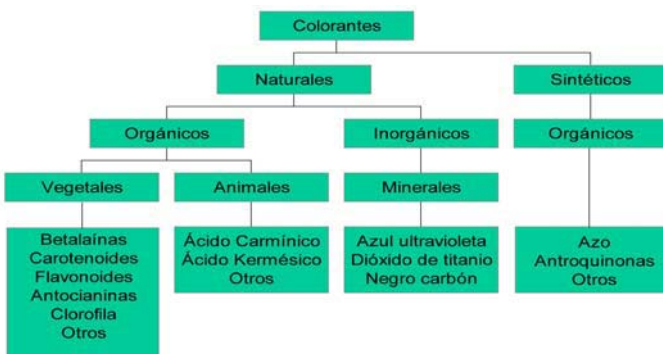 Colorantes
Naturales
Sintéticos
Orgánicos
Inorgánicos
Orgánicos
Vegetales
Animales
Minerales
Betalaínas
Carotenoides
Flavonoides
Antocianinas
Clorofila
Otros
Ácido Carmínico
Ácido Kermésico
Otros
Azul ultravioleta
Dióxido de titanio
Negro carbón
Azo
Antroquinonas
Otros